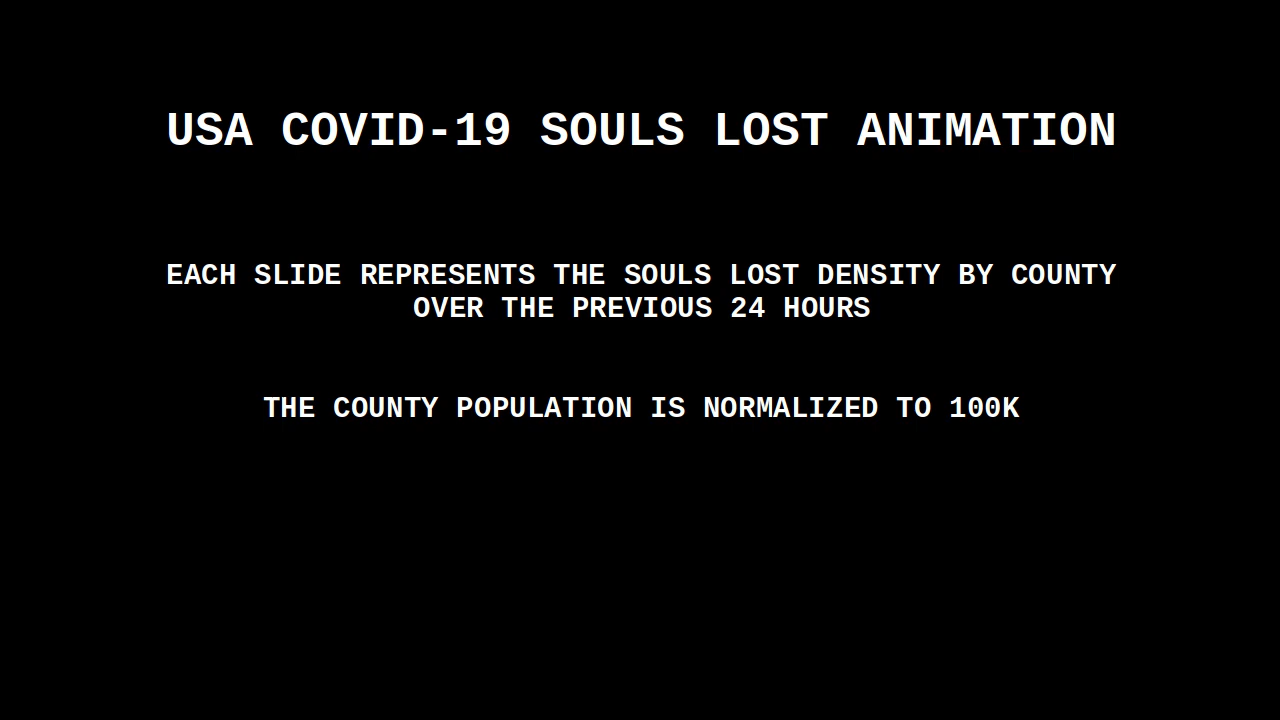 USA COVID-19 SOULS LOST ANIMATION
EACH SLIDE REPRESENTS THE SOULS LOST DENSITY BY COUNTY
OVER THE PREVIOUS 24 HOURS
THE COUNTY POPULATION IS NORMALIZED TO 100K